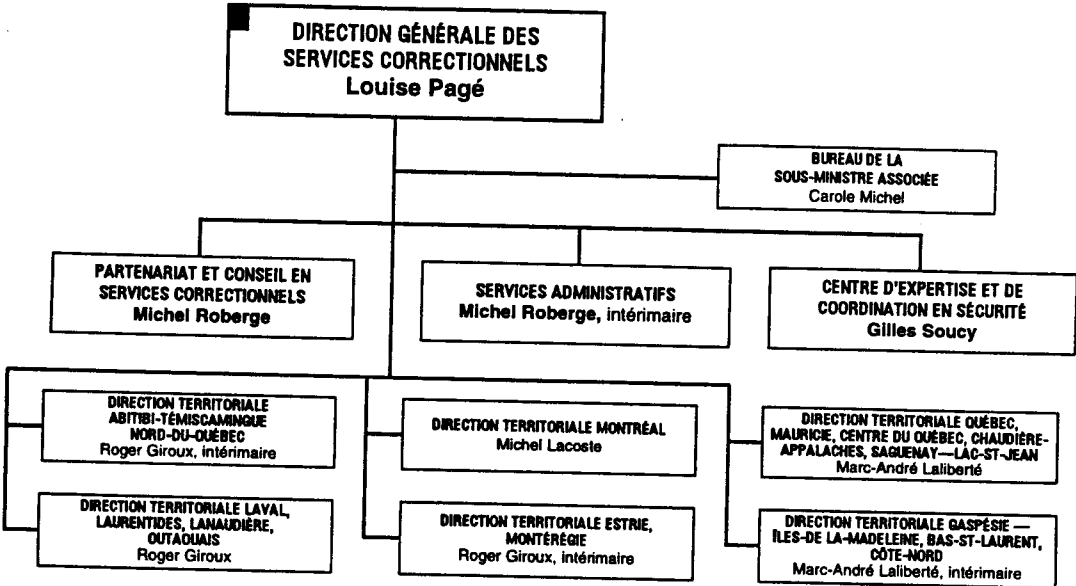 DIRECTION GÉNÉRALE DES
SERVICES CORRECTIONNELS
Louise Pagé
BUREAU DE LA
SOUS-MINISTRE ASSOCIÉE
Carole Michel
PARTENARIAT ET CONSEIL EN
SERVICES CORRECTIONNELS
Michel Roberge
SERVICES ADMINISTRATIFS
Michel Roberge, intérimaire
CENTRE D'EXPERTISE ET DE
COORDINATION EN SÉCURITÉ
Gilles Soucy
DIRECTION TERRITORIALE
ABITIBI-TÉMISCAMINGUE
NORD-DU-QUÉBEC
Roger Giroux, intérimaire
DIRECTION TERRITORIALE MONTRÉAL
Michel Lacoste
DIRECTION TERRITORIALE QUÉBEC,
MAURICIE, CENTRE DU QUÉBEC, CHAUDIÈRE-
APPALACHES, SAGUENAY—LAC-ST-JEAN
Marc-André Laliberté
DIRECTION TERRITORIALE LAVAL,
LAURENTIDES, LANAUDIÈRE,
OUTAOUAIS
Roger Giroux
DIRECTION TERRITORIALE ESTRIE,
MONTÉRÉGIE
Roger Giroux, intérimaire
DIRECTION TERRITORIALE GASPÉSIE —
ÎLES-DE LA-MADELEINE, BAS-ST-LAURENT,
CÔTE-NORD
Marc-André Laliberté, intérimaire